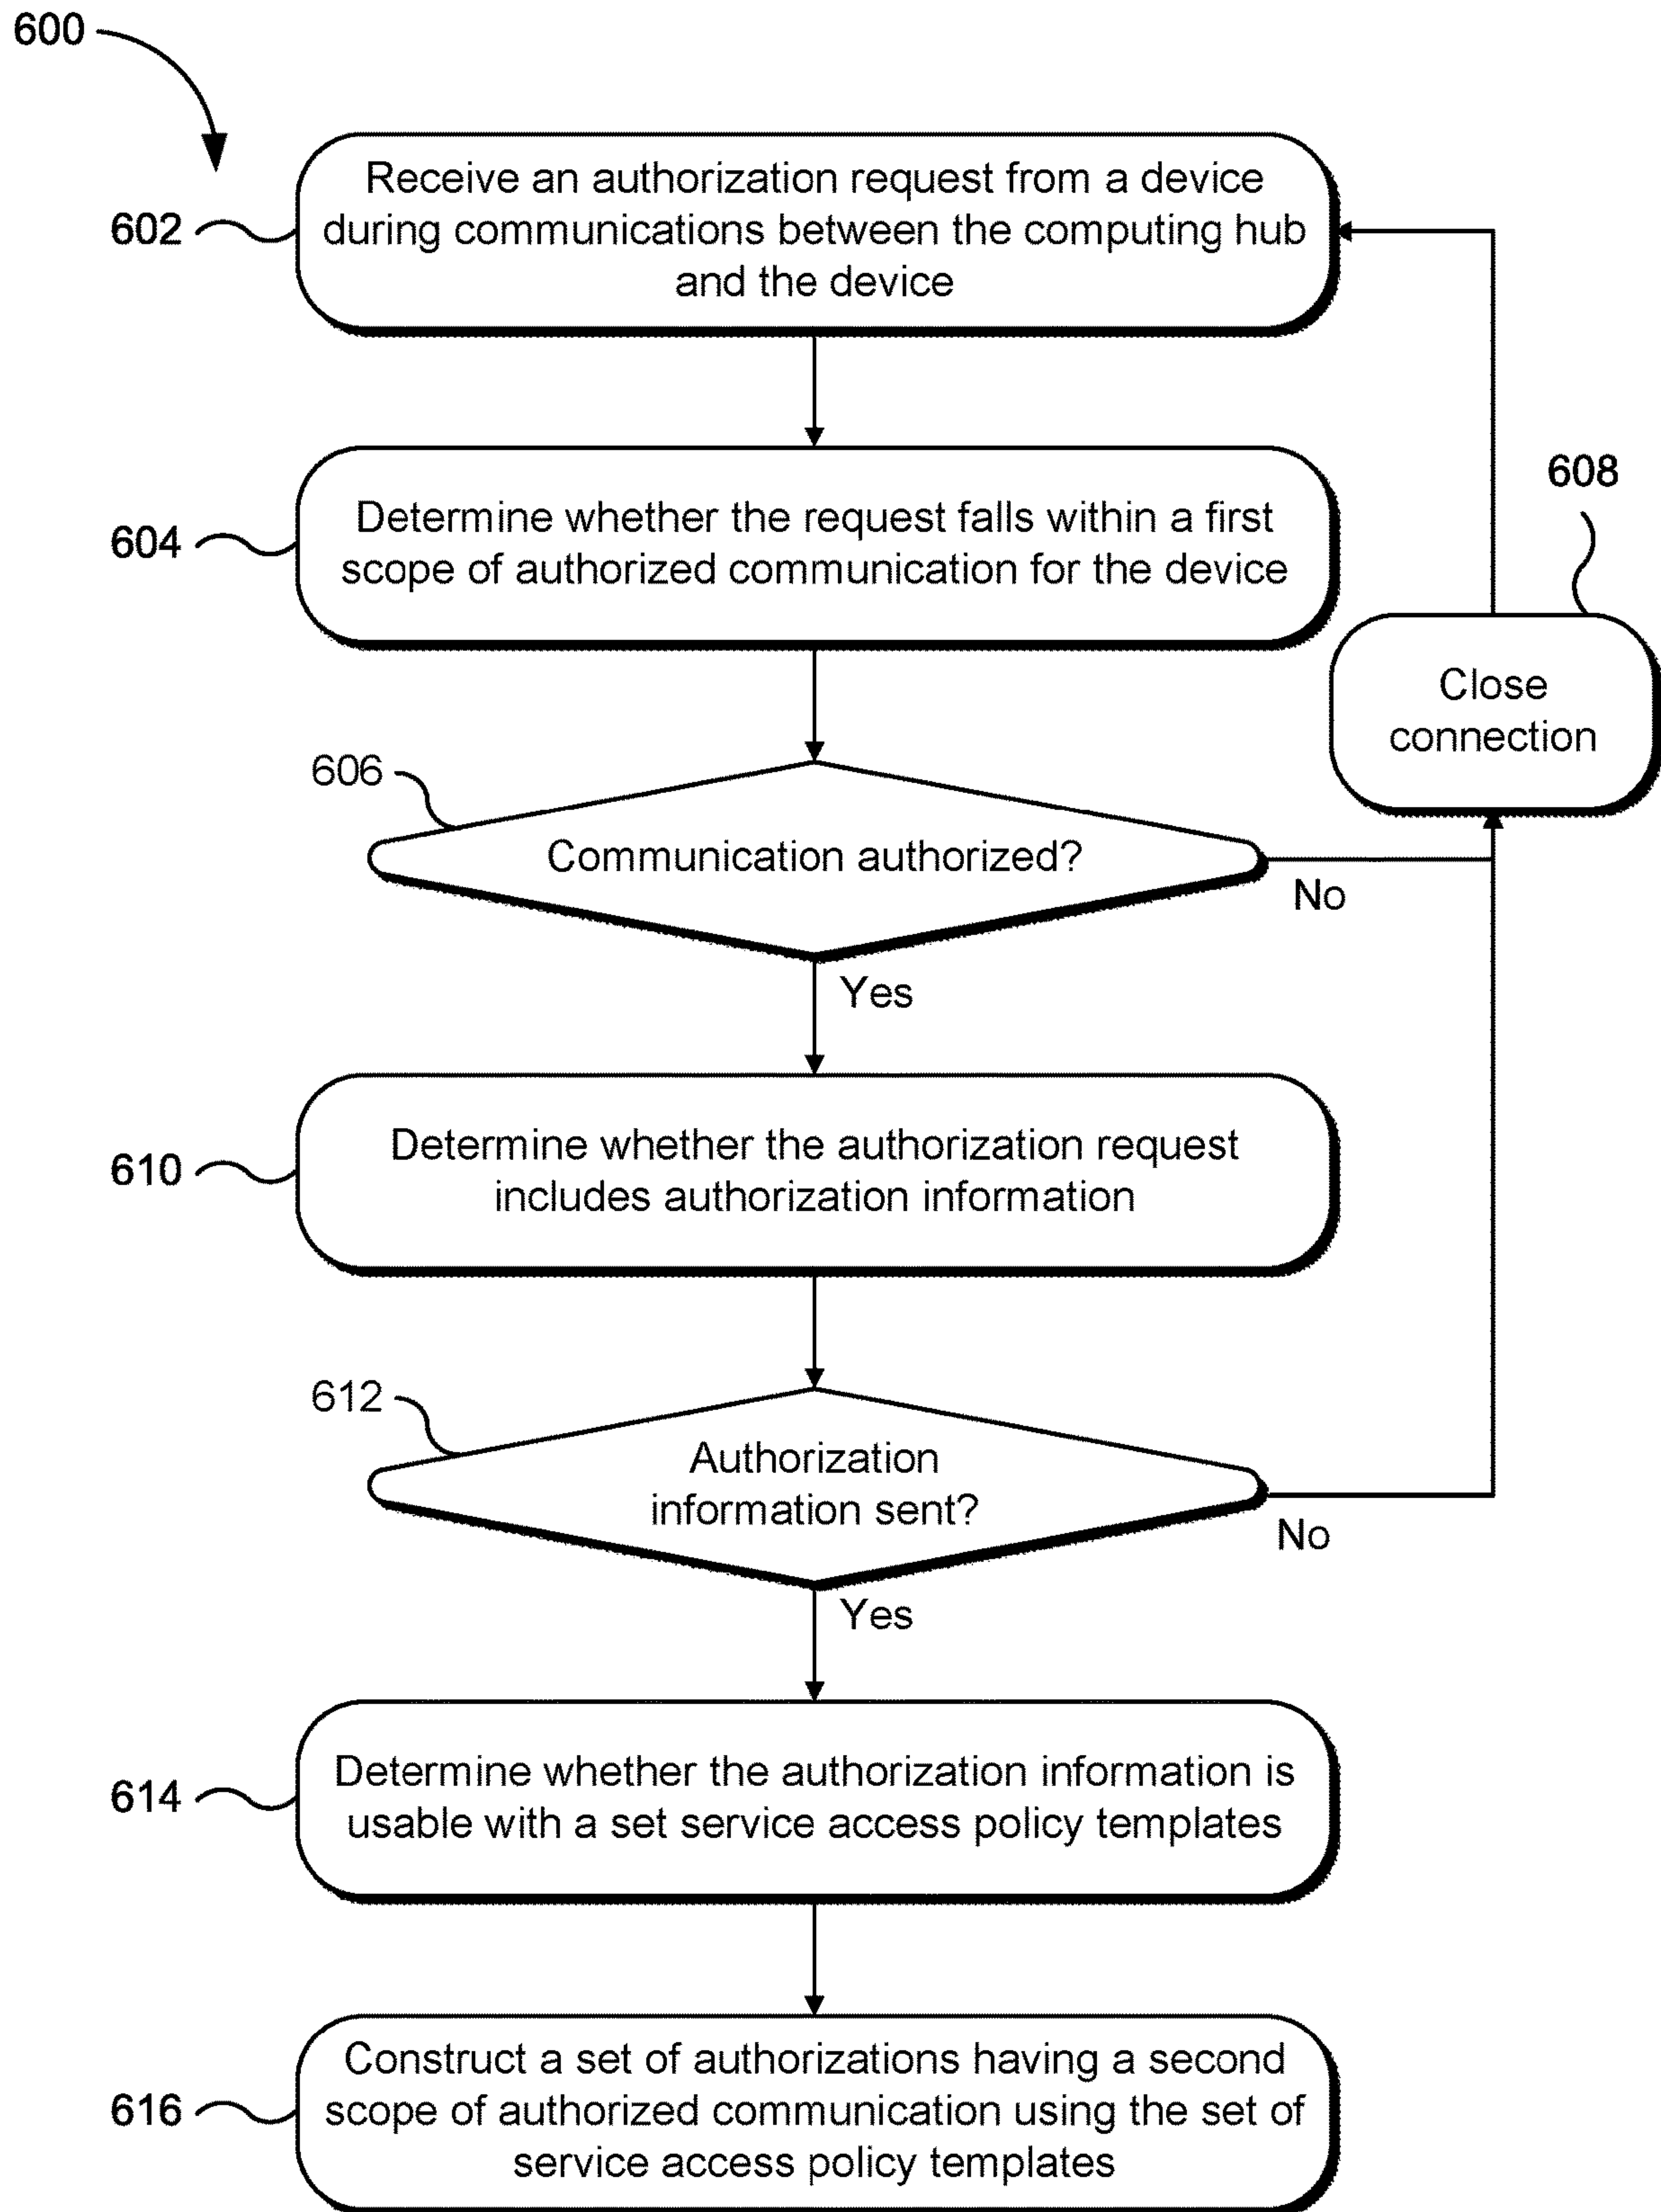 600
602
Receive an authorization request from a device
during communications between the computing hub
and the device
604
Determine whether the request falls within a first
scope of authorized communication for the device
608
Close
connection
606
Communication authorized?
No
Yes
610
Determine whether the authorization request
includes authorization information
612
Authorization
information sent?
No
Yes
614
Determine whether the authorization information is
usable with a set service access policy templates
616
Construct a set of authorizations having a second
scope of authorized communication using the set of
service access policy templates